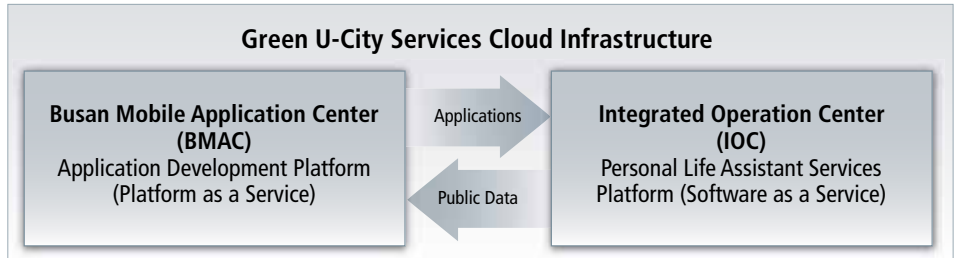 Green U-City Services Cloud Infrastructure
Busan Mobile Application Center
(BMAC)
Application Development Platform
(Platform as a Service)
Applications
Public Data
Integrated Operation Center
(IOC)
Personal Life Assistant Services
Platform (Software as a Service)